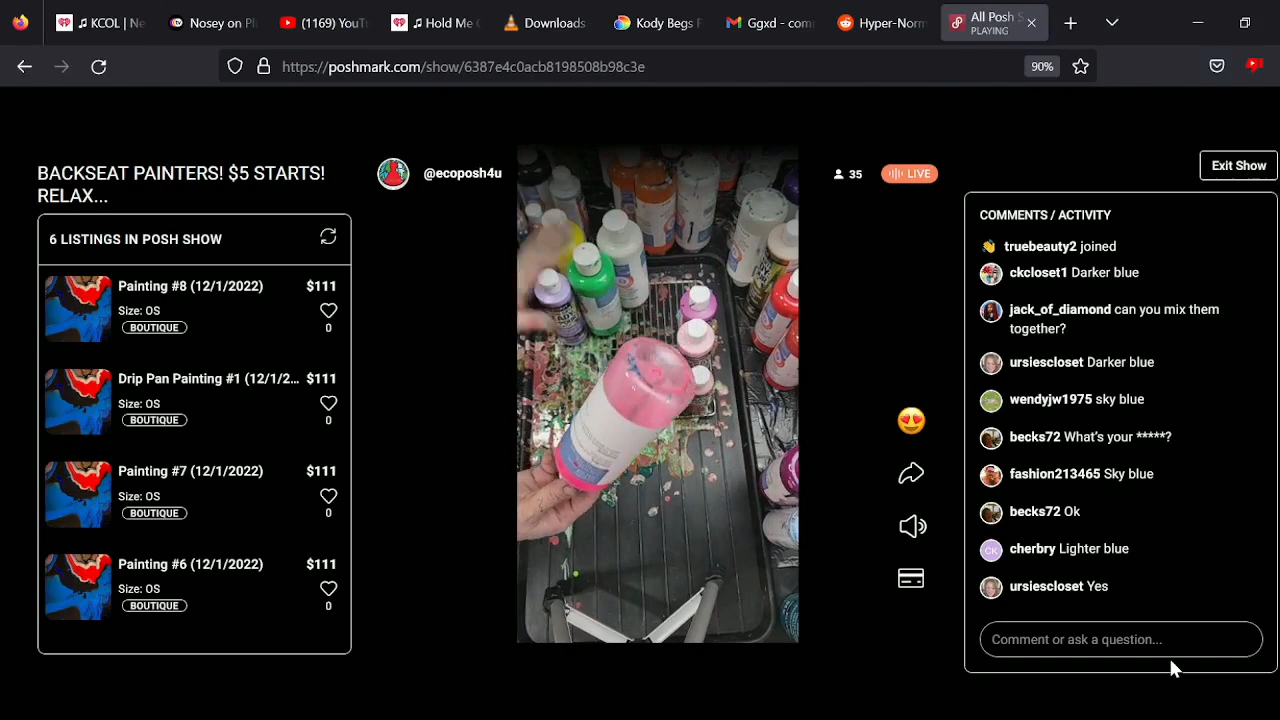 ♫ KCOL | Ne
Nosey on Pl
(1169) YouT
♫ Hold Me C
Downloads
Kody Begs F
Ggxd - com
Hyper-Norm
All Posh S
PLAYING
https://poshmark.com/show/6387e4c0acb8198508b98c3e
90%
BACKSEAT PAINTERS! $5 STARTS!
RELAX...
@ecoposh4u
35
LIVE
Exit Show
6 LISTINGS IN POSH SHOW
Painting #8 (12/1/2022) $111
Size: OS
BOUTIQUE
0
Drip Pan Painting #1 (12/1/2... $111
Size: OS
BOUTIQUE
0
Painting #7 (12/1/2022) $111
Size: OS
BOUTIQUE
0
Painting #6 (12/1/2022) $111
Size: OS
BOUTIQUE
0
COMMENTS / ACTIVITY
truebeauty2 joined
ckcloset1 Darker blue
jack_of_diamond can you mix them
together?
ursiescloset Darker blue
wendyjw1975 sky blue
becks72 What's your *****?
fashion213465 Sky blue
becks72 Ok
CK
cherbry Lighter blue
ursiescloset Yes
Comment or ask a question...